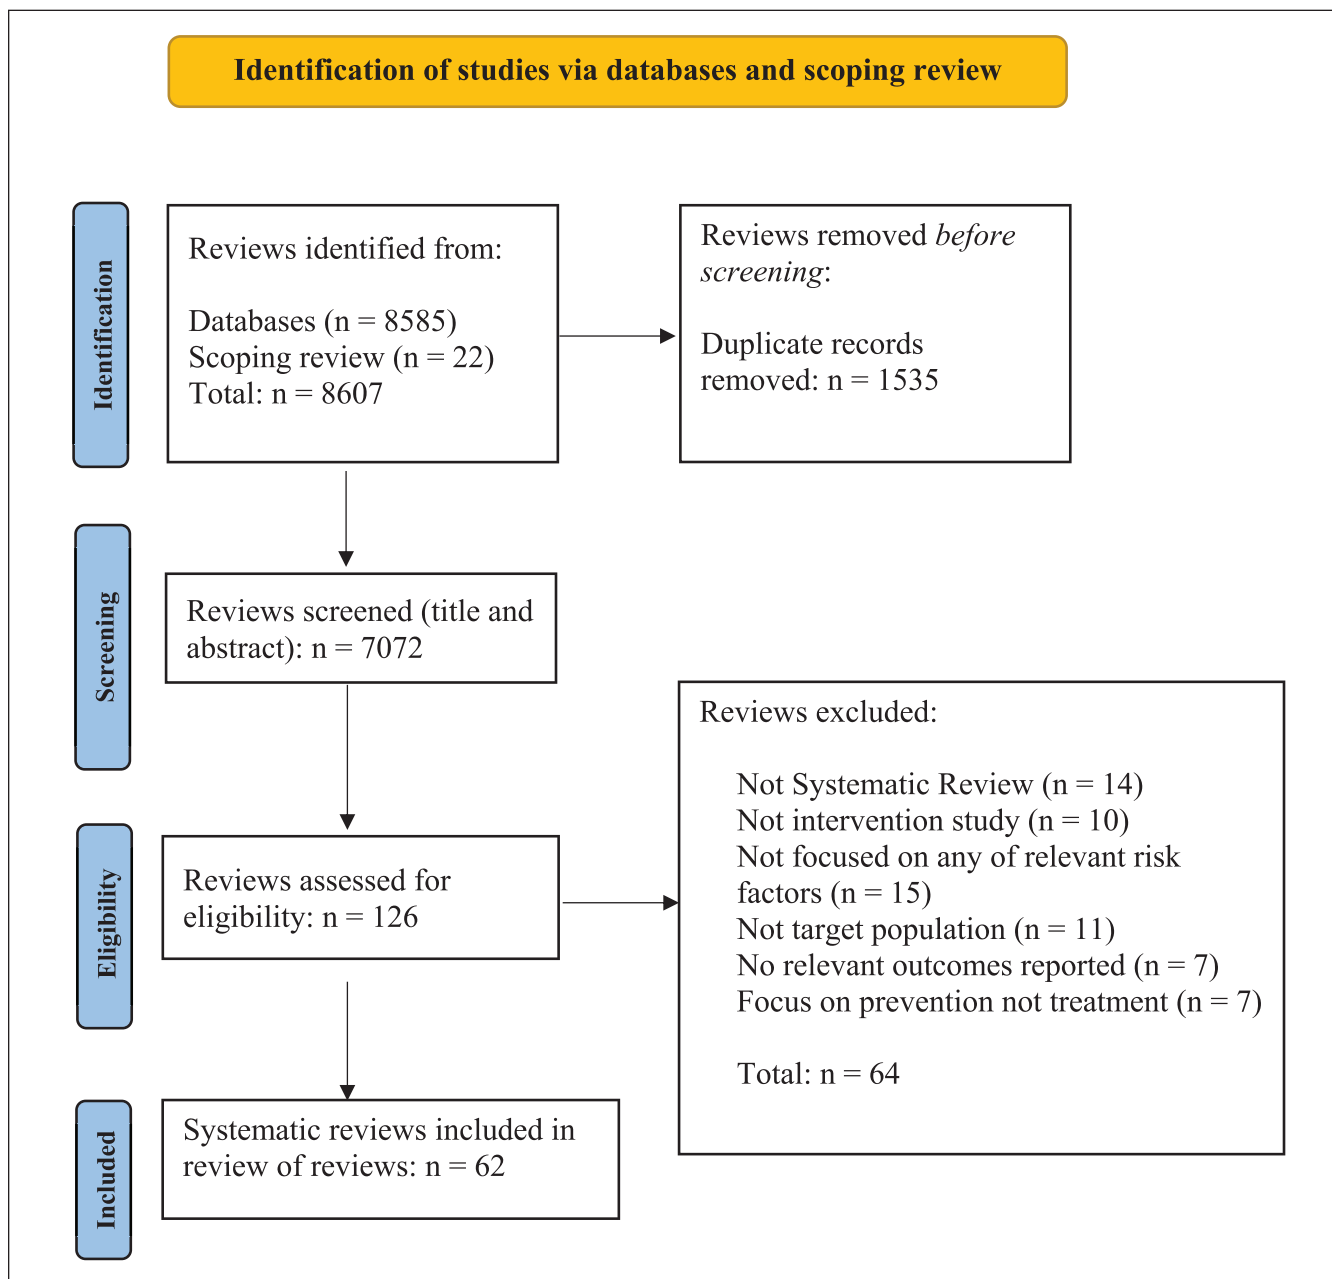 Identification of studies via databases and scoping review
Identification
Reviews identified from:
Databases (n = 8585)
Scoping review (n = 22)
Total: n = 8607
Reviews removed before
screening:
Duplicate records
removed: n = 1535
Screening
Reviews screened (title and
abstract): n = 7072
Eligibility
Reviews assessed for
eligibility: n = 126
Reviews excluded:
Not Systematic Review (n = 14)
Not intervention study (n = 10)
Not focused on any of relevant risk
factors (n = 15)
Not target population (n = 11)
No relevant outcomes reported (n = 7)
Focus on prevention not treatment (n = 7)
Total: n = 64
Included
Systematic reviews included in
review of reviews: n = 62